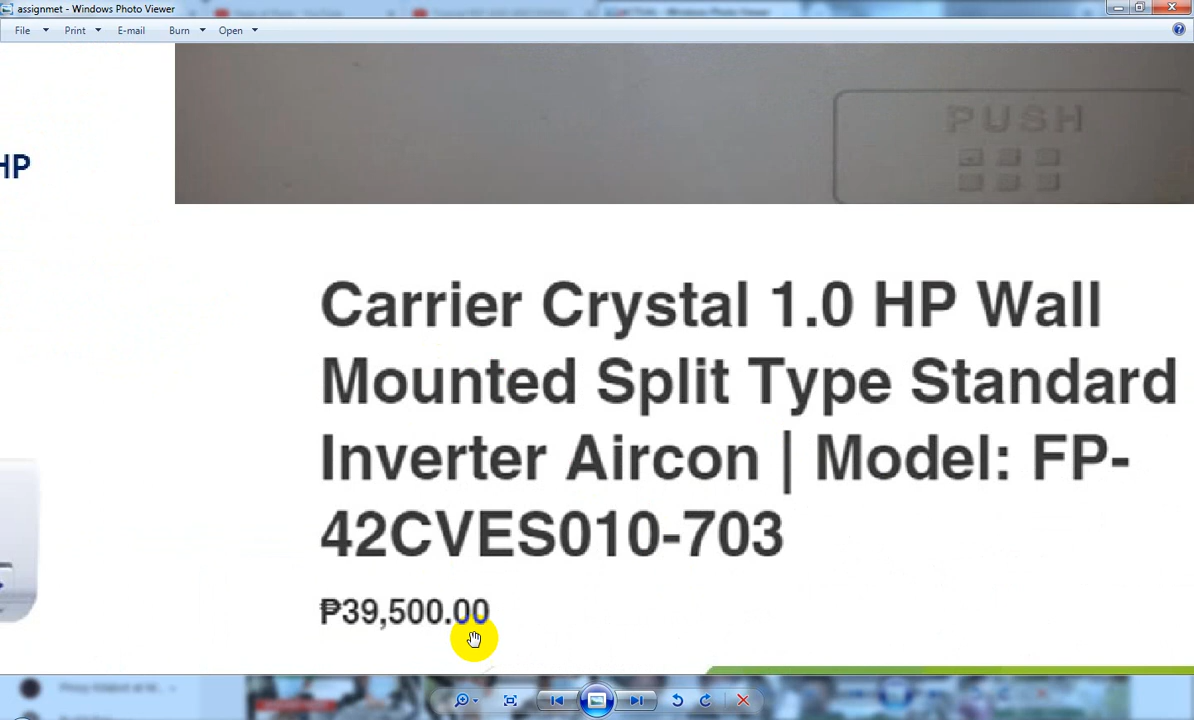 assignmet - Windows Photo Viewer
File Print E-mail Burn Open
PUSH
HP
Carrier Crystal 1.0 HP Wall
Mounted Split Type Standard
Inverter Aircon | Model: FP-
42CVES010-703
₱39,500.00